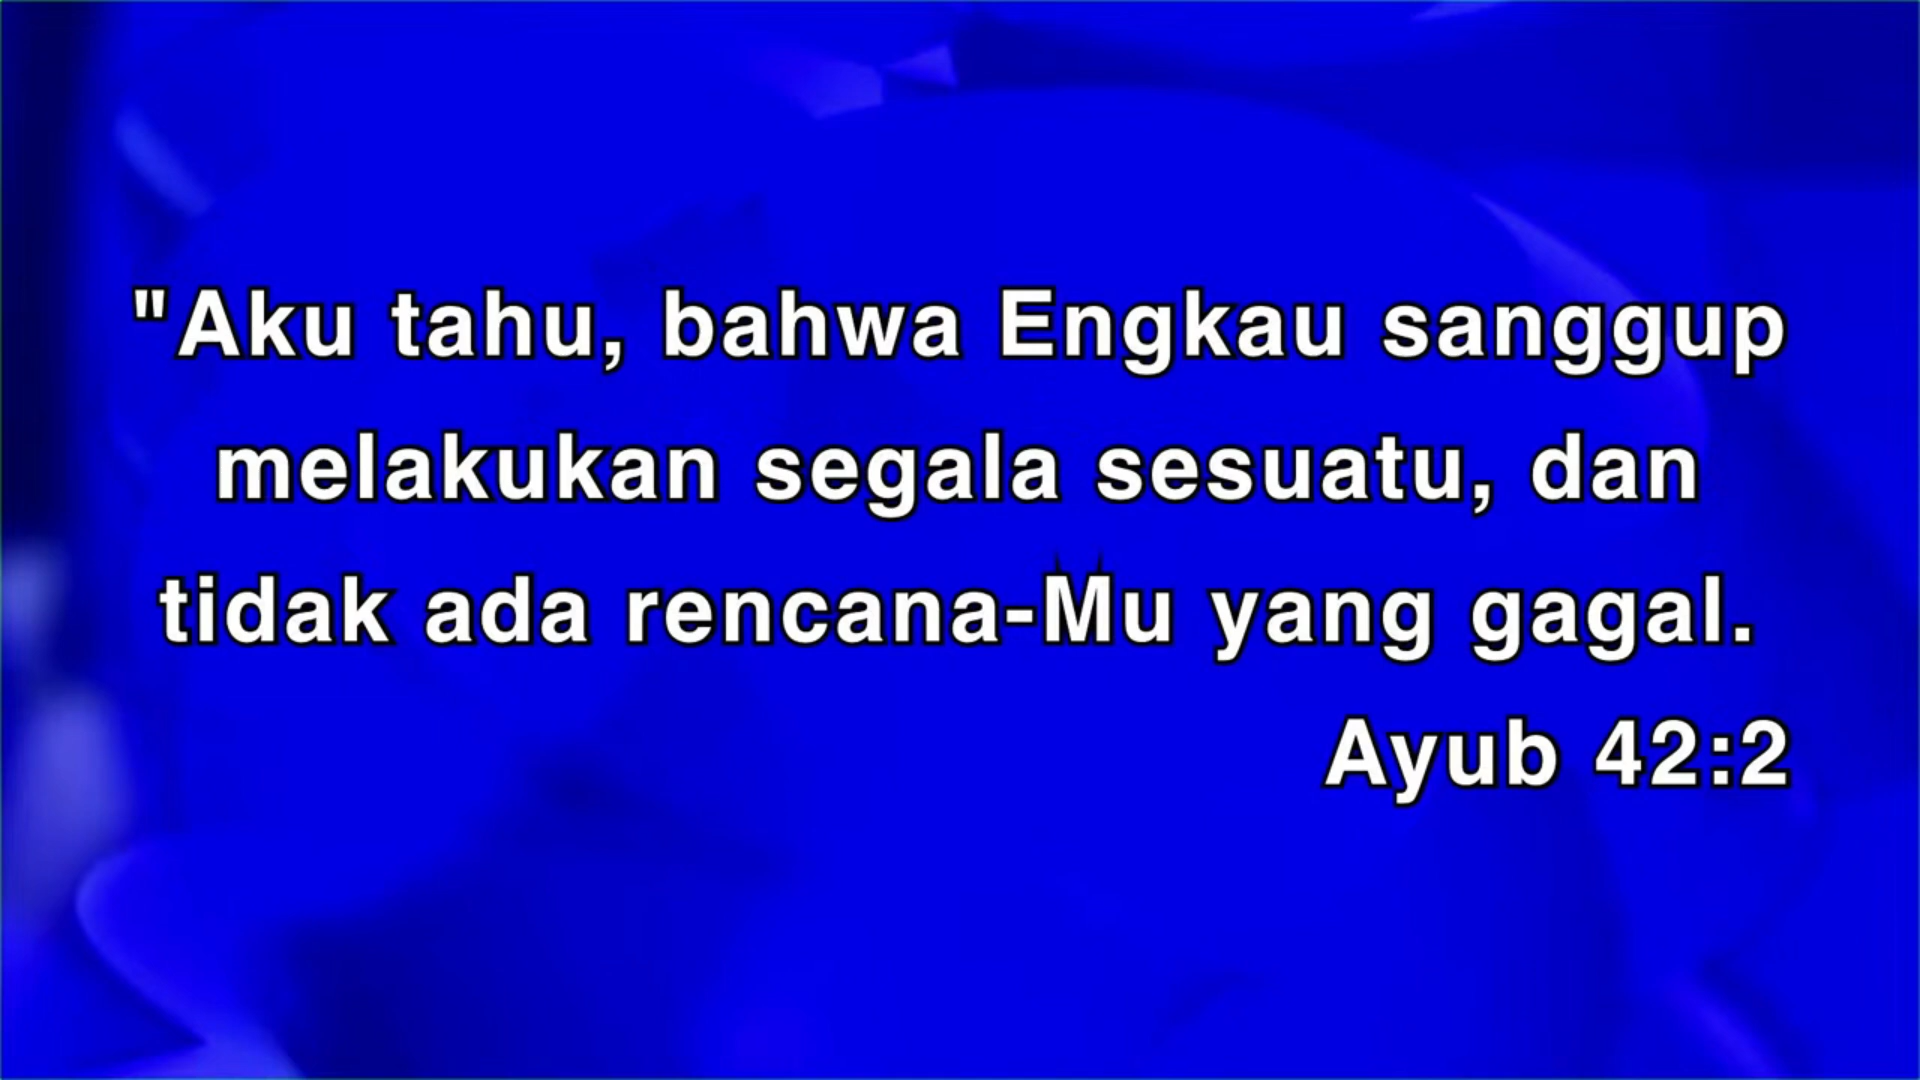 "Aku tahu, bahwa Engkau sanggup
melakukan segala sesuatu, dan
tidak ada rencana-Mu yang gagal.
Ayub 42:2